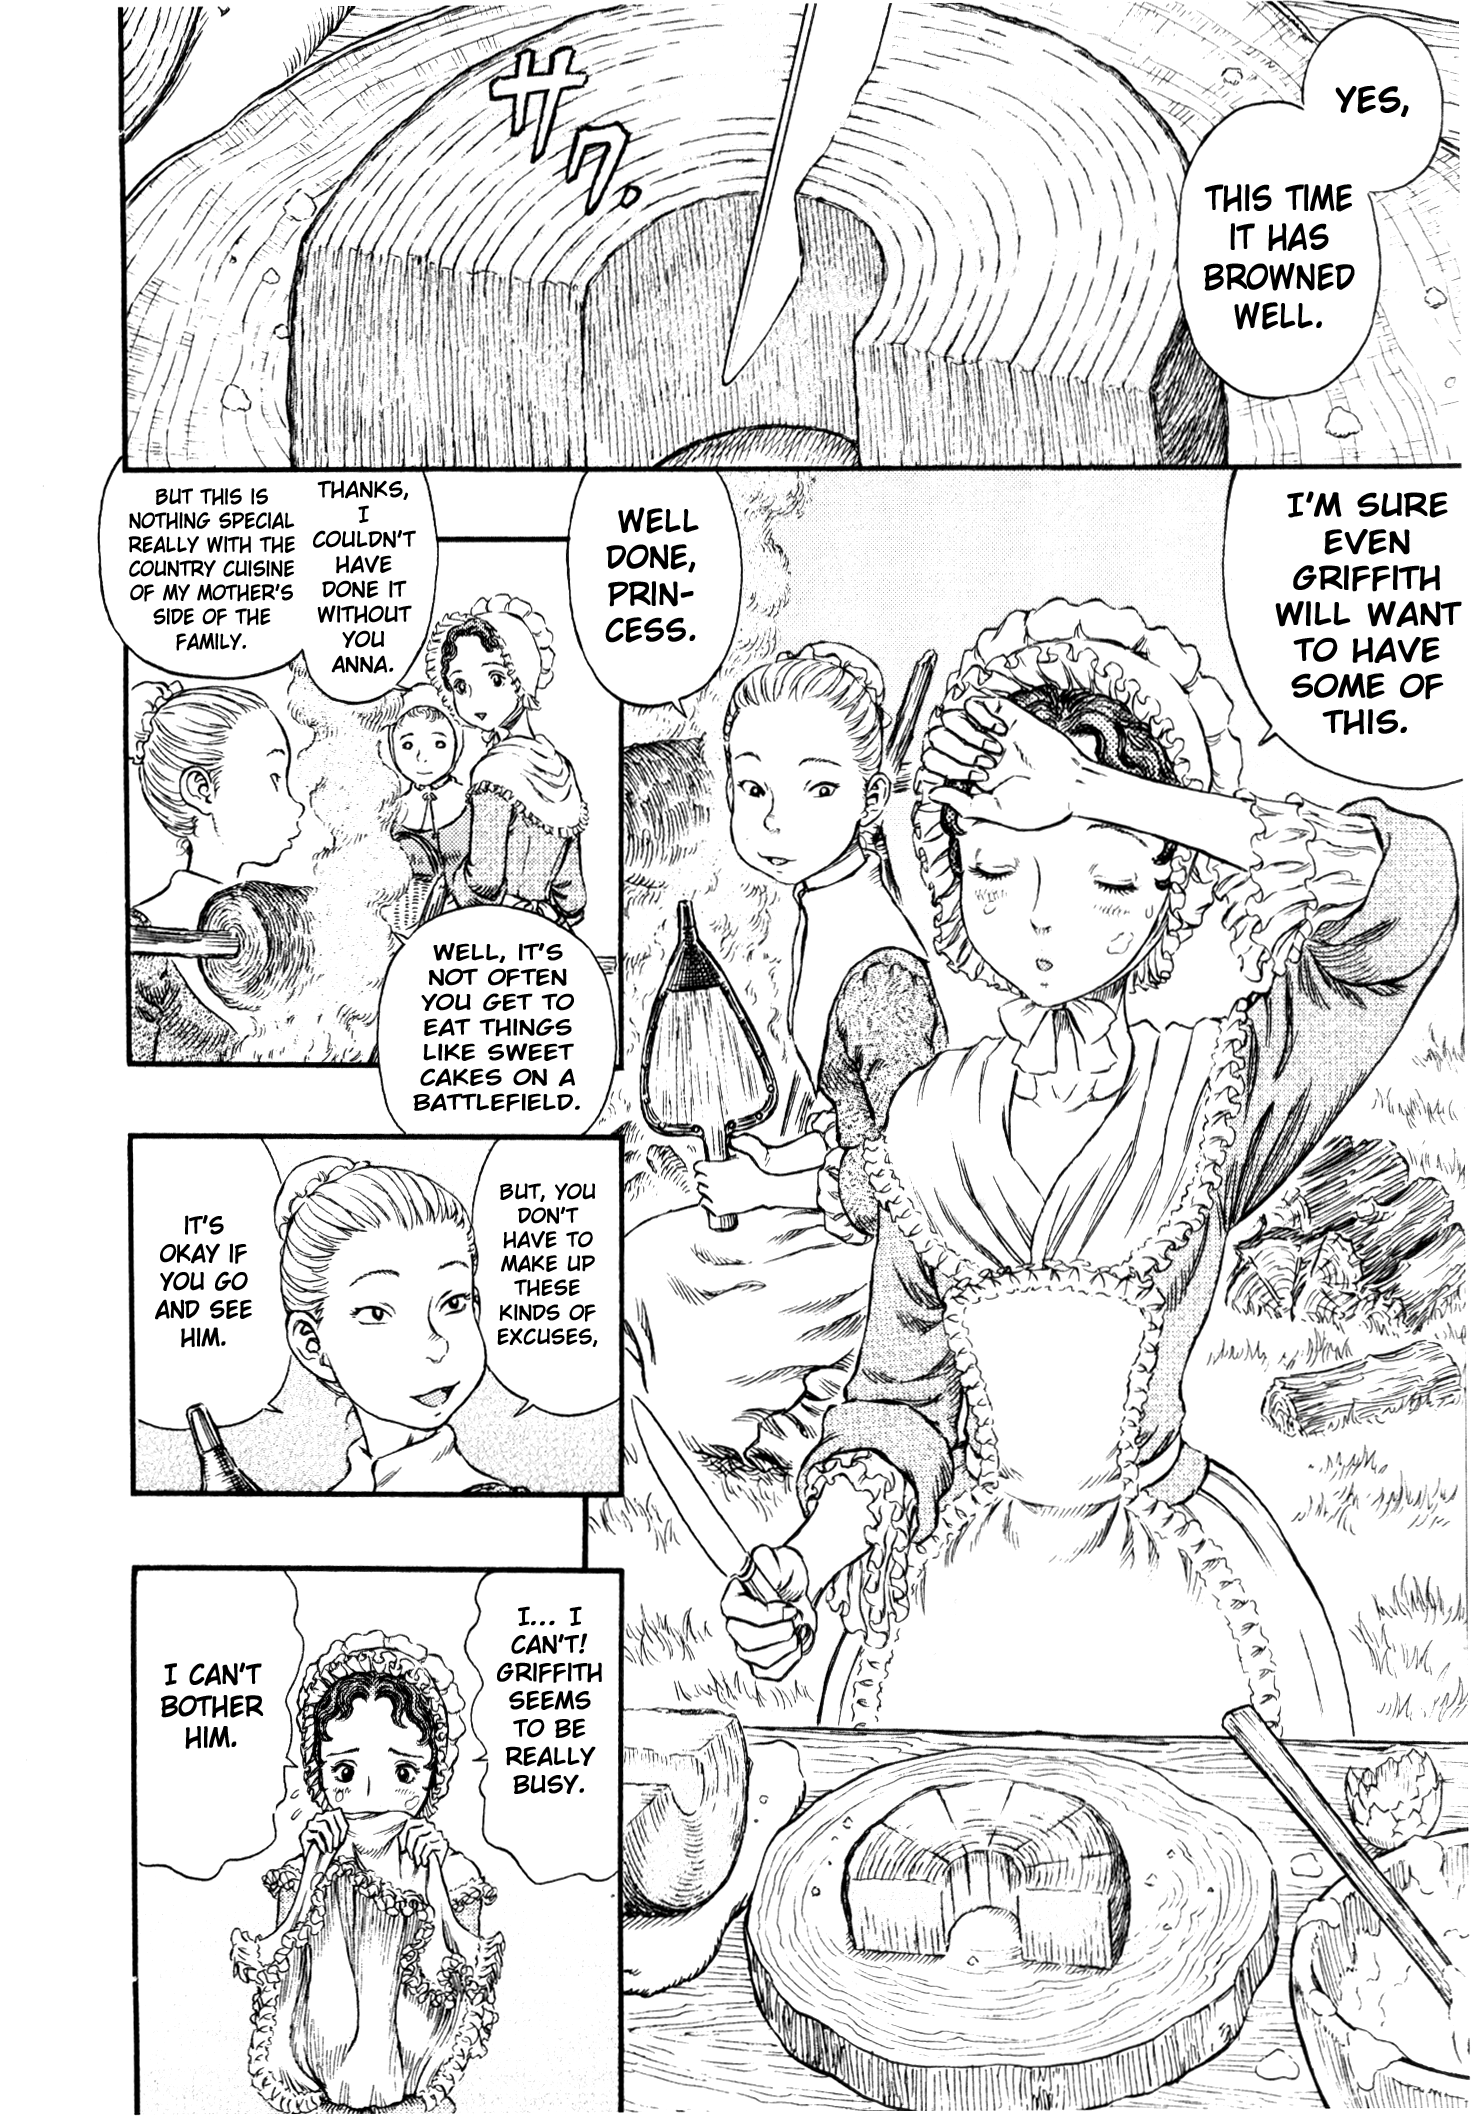 YES,
THIS TIME
IT HAS
BROWNED
WELL.
サク、
I'M SURE
EVEN
GRIFFITH
WILL WANT
TO HAVE
SOME OF
THIS.
WELL
DONE,
PRIN-
CESS.
THANKS,
I
COULDN'T
HAVE
DONE IT
WITHOUT
YOU
ANNA.
BUT THIS IS
NOTHING SPECIAL
REALLY WITH THE
COUNTRY CUISINE
OF MY MOTHER'S
SIDE OF THE
FAMILY.
WELL, IT'S
NOT OFTEN
YOU GET TO
EAT THINGS
LIKE SWEET
CAKES ON A
BATTLEFIELD.
BUT, YOU
DON'T
HAVE TO
MAKE UP
THESE
KINDS OF
EXCUSES,
IT'S
OKAY IF
YOU GO
AND SEE
HIM.
I... I
CAN'T!
GRIFFITH
SEEMS
TO BE
REALLY
BUSY.
I CAN'T
BOTHER
HIM.